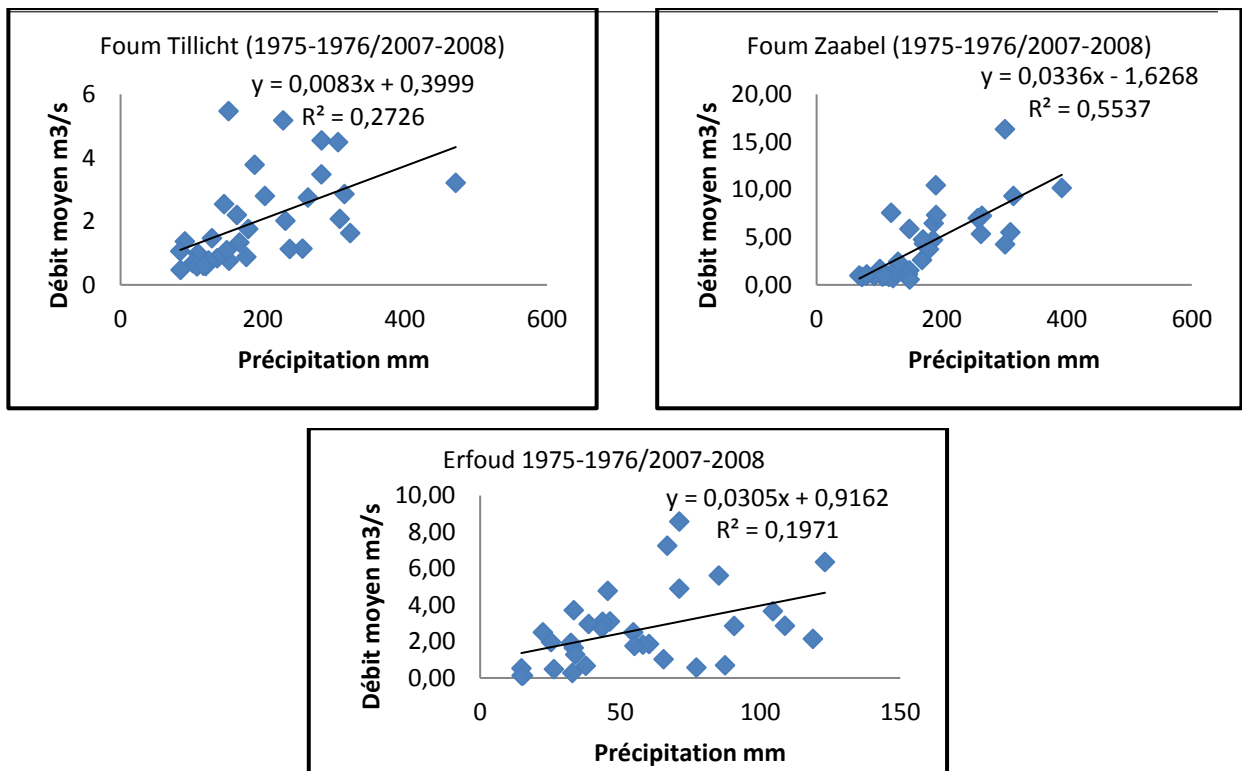 Foum Tillicht (1975-1976/2007-2008)
y = 0,0083x + 0,3999
R² = 0,2726
Débit moyen m3/s
6
4
2
0
0 200 400 600
Précipitation mm
Foum Zaabel (1975-1976/2007-2008)
y = 0,0336x - 1,6268
R² = 0,5537
Débit moyen m3/s
20,00
15,00
10,00
5,00
0,00
0 200 400 600
Précipitation mm
Erfoud 1975-1976/2007-2008
y = 0,0305x + 0,9162
R² = 0,1971
Débit moyen m3/s
10,00
8,00
6,00
4,00
2,00
0,00
0 50 100 150
Précipitation mm